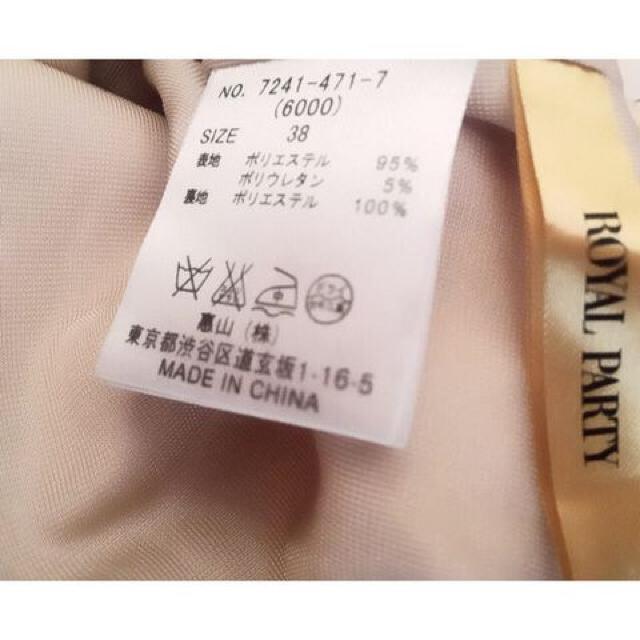 NO. 7241-471-7
(6000)
SIZE 38
表地 ポリエステル 95%
ポリウレタン 5%
裏地 ポリエステル 100%
中
ドライ
惠山(株)
東京都渋谷区道玄坂1-16-5
MADE IN CHINA
ROYAL PARTY